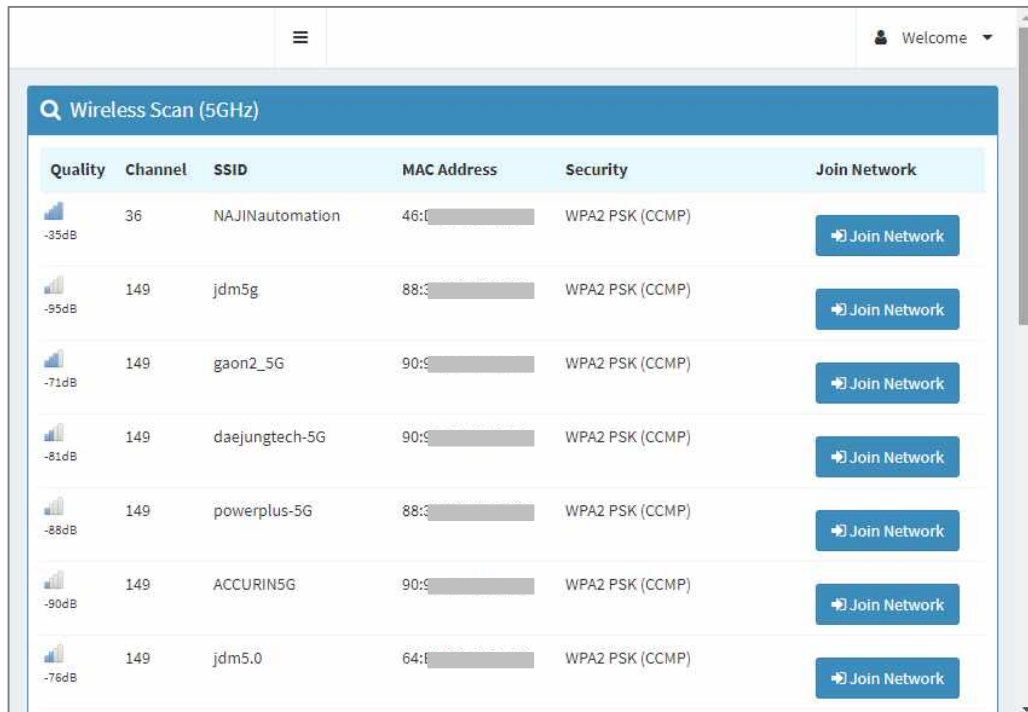 Welcome
Wireless Scan (5GHz)
Quality Channel SSID MAC Address Security Join Network
36 NAJINautomation 46: WPA2 PSK (CCMP)
-35dB Join Network
149 jdm5g 88: WPA2 PSK (CCMP)
-95dB Join Network
149 gaon2_5G 90: WPA2 PSK (CCMP)
-71dB Join Network
149 daejungtech-5G 90: WPA2 PSK (CCMP)
-81dB Join Network
149 powerplus-5G 88: WPA2 PSK (CCMP)
-88dB Join Network
149 ACCURIN5G 90: WPA2 PSK (CCMP)
-90dB Join Network
149 jdm5.0 64: WPA2 PSK (CCMP)
-76dB Join Network